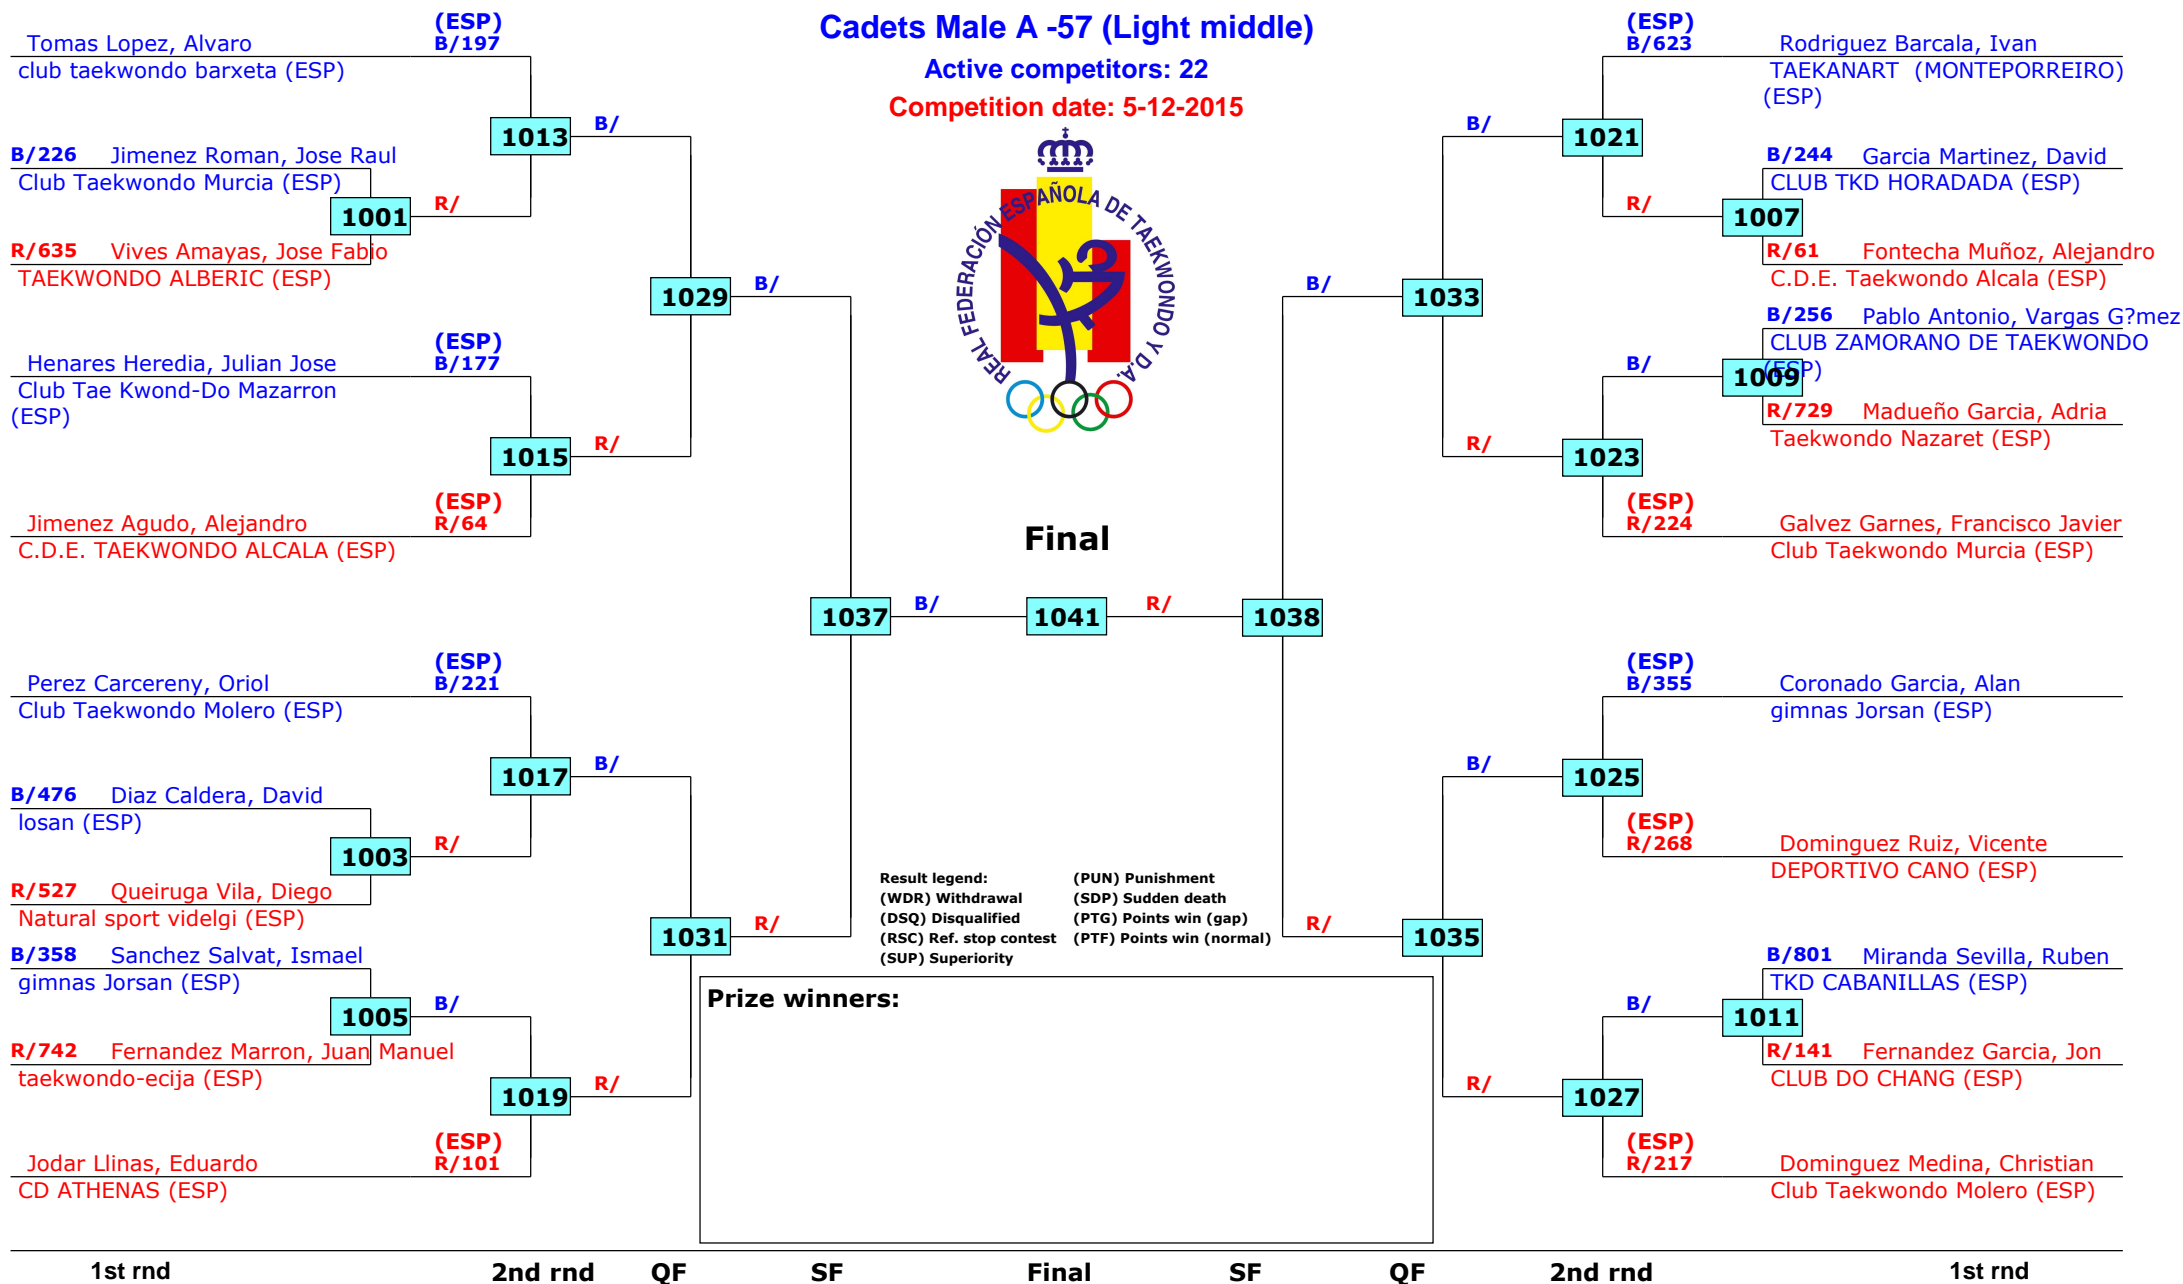 Cadets Male A -57 (Light middle)
Active competitors: 22
Competition date: 5-12-2015
REAL FEDERACIÓN ESPAÑOLA DE TAEKWONDO Y D.A.
(ESP)
Tomas Lopez, Alvaro B/197
club taekwondo barxeta (ESP)
1013 B/
B/226 Jimenez Roman, Jose Raul
Club Taekwondo Murcia (ESP)
1001 R/
R/635 Vives Amayas, Jose Fabio
TAEKWONDO ALBERIC (ESP)
1029 B/
(ESP)
Henares Heredia, Julian Jose B/177
Club Tae Kwond-Do Mazarron
(ESP)
1015 R/
(ESP)
Jimenez Agudo, Alejandro R/64
C.D.E. TAEKWONDO ALCALA (ESP)
Final
1037 B/ 1041 R/ 1038
(ESP)
Perez Carcereny, Oriol B/221
Club Taekwondo Molero (ESP)
1017 B/
B/476 Diaz Caldera, David
losan (ESP)
1003 R/
R/527 Queiruga Vila, Diego
Natural sport videlgi (ESP)
1031 R/
B/358 Sanchez Salvat, Ismael
gimnas Jorsan (ESP)
1005 B/
R/742 Fernandez Marron, Juan Manuel
taekwondo-ecija (ESP)
1019 R/
(ESP)
Jodar Llinas, Eduardo R/101
CD ATHENAS (ESP)
(ESP)
B/623 Rodriguez Barcala, Ivan
TAEKANART (MONTEPORREIRO)
(ESP)
B/ 1021
B/244 Garcia Martinez, David
CLUB TKD HORADADA (ESP)
R/ 1007
R/61 Fontecha Muñoz, Alejandro
C.D.E. Taekwondo Alcala (ESP)
B/ 1033
B/256 Pablo Antonio, Vargas G?mez
CLUB ZAMORANO DE TAEKWONDO
(ESP)
B/ 1009
R/729 Madueño Garcia, Adria
Taekwondo Nazaret (ESP)
R/ 1023
(ESP)
R/224 Galvez Garnes, Francisco Javier
Club Taekwondo Murcia (ESP)
(ESP)
B/355 Coronado Garcia, Alan
gimnas Jorsan (ESP)
B/ 1025
(ESP)
R/268 Dominguez Ruiz, Vicente
DEPORTIVO CANO (ESP)
R/ 1035
B/801 Miranda Sevilla, Ruben
TKD CABANILLAS (ESP)
B/ 1011
R/141 Fernandez Garcia, Jon
CLUB DO CHANG (ESP)
R/ 1027
(ESP)
R/217 Dominguez Medina, Christian
Club Taekwondo Molero (ESP)
Result legend: (PUN) Punishment
(WDR) Withdrawal (SDP) Sudden death
(DSQ) Disqualified (PTG) Points win (gap)
(RSC) Ref. stop contest (PTF) Points win (normal)
(SUP) Superiority
Prize winners:
1st rnd 2nd rnd QF SF Final SF QF 2nd rnd 1st rnd